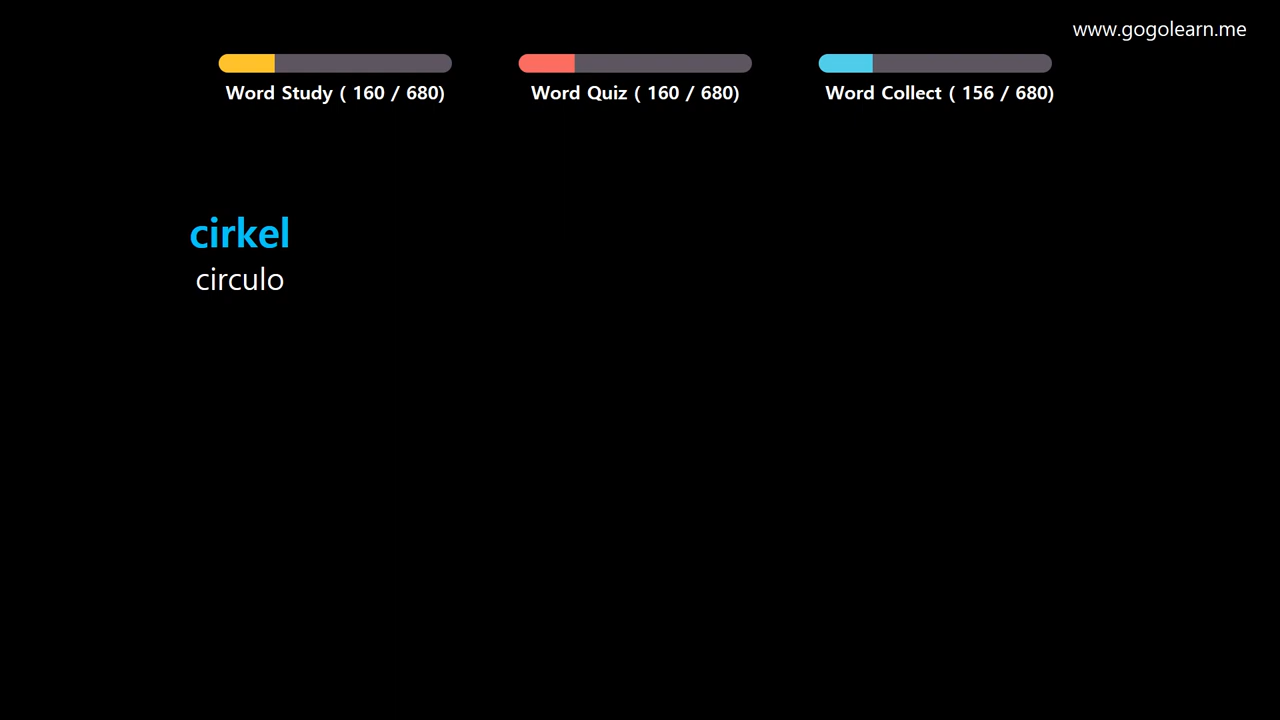 www.gogolearn.me
Word Study ( 160 / 680)
Word Quiz ( 160 / 680)
Word Collect ( 156 / 680)
cirkel
circulo